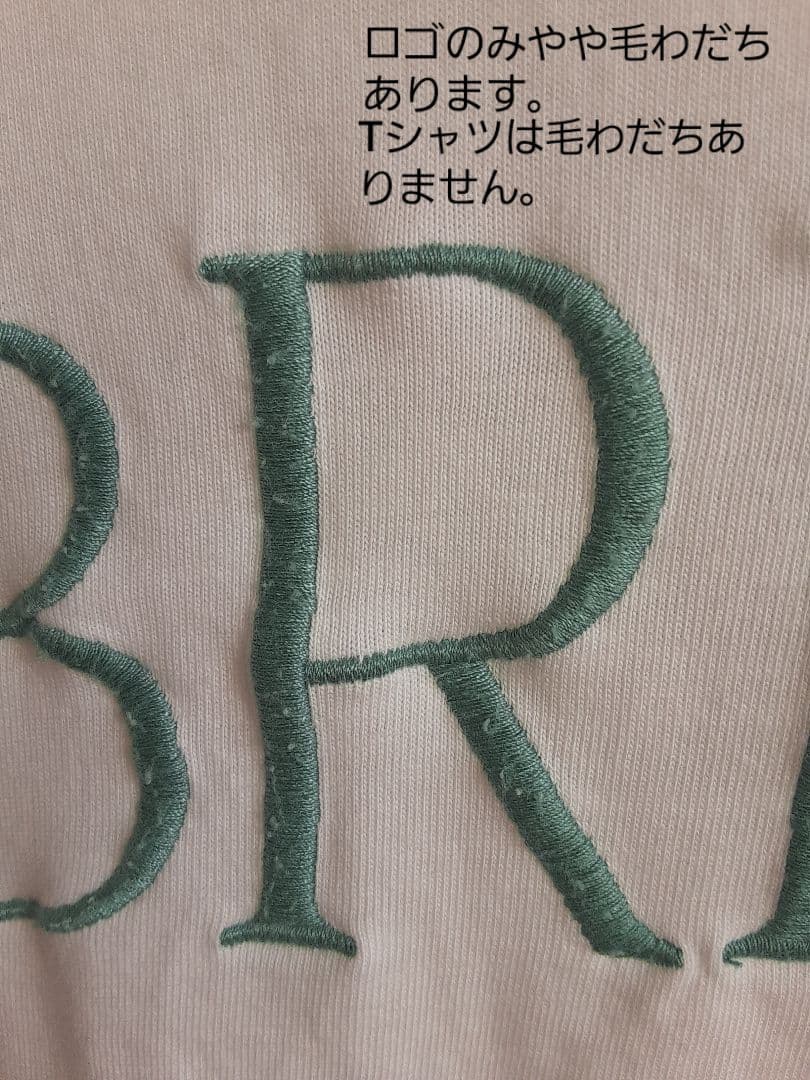 ロゴのみやや毛わだち
あります。
Tシャツは毛わだちあ
りません。
BR